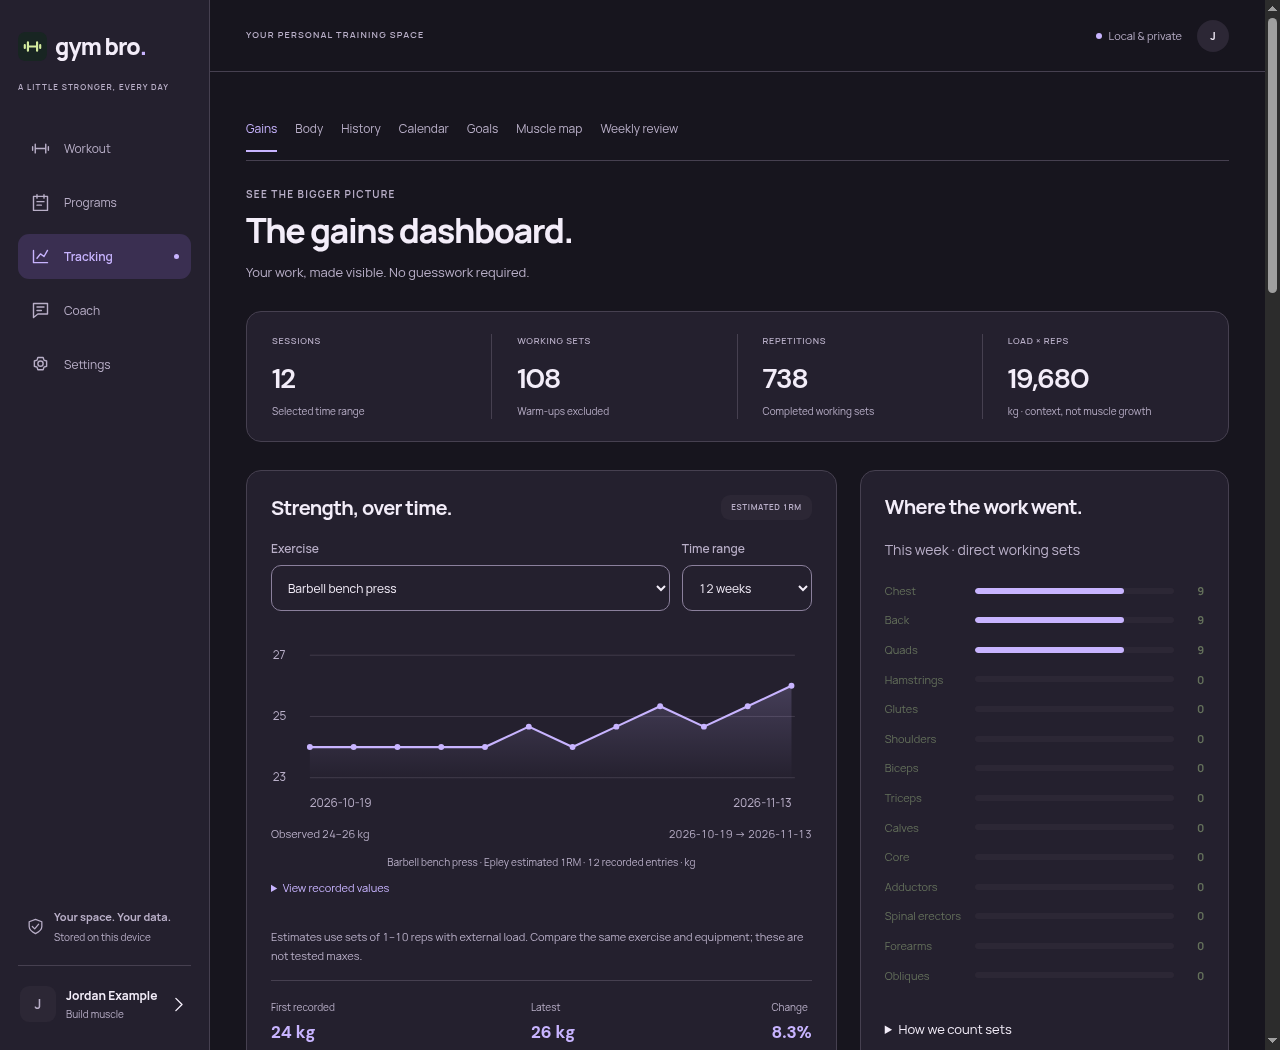 gym bro.
A LITTLE STRONGER, EVERY DAY
Workout
Programs
Tracking
Coach
Settings
Your space. Your data.
Stored on this device
J
Jordan Example
Build muscle
YOUR PERSONAL TRAINING SPACE
Local & private
J
Gains Body History Calendar Goals Muscle map Weekly review
SEE THE BIGGER PICTURE
The gains dashboard.
Your work, made visible. No guesswork required.
SESSIONS
12
Selected time range
WORKING SETS
108
Warm-ups excluded
REPETITIONS
738
Completed working sets
LOAD × REPS
19,680
kg · context, not muscle growth
Strength, over time.
ESTIMATED 1RM
Exercise
Barbell bench press
Time range
12 weeks
27
25
23
2026-10-19 2026-11-13
Observed 24–26 kg 2026-10-19 → 2026-11-13
Barbell bench press · Epley estimated 1RM · 12 recorded entries · kg
View recorded values
Estimates use sets of 1–10 reps with external load. Compare the same exercise and equipment; these are
not tested maxes.
First recorded
24 kg
Latest
26 kg
Change
8.3%
Where the work went.
This week · direct working sets
Chest 9
Back 9
Quads 9
Hamstrings 0
Glutes 0
Shoulders 0
Biceps 0
Triceps 0
Calves 0
Core 0
Adductors 0
Spinal erectors 0
Forearms 0
Obliques 0
How we count sets